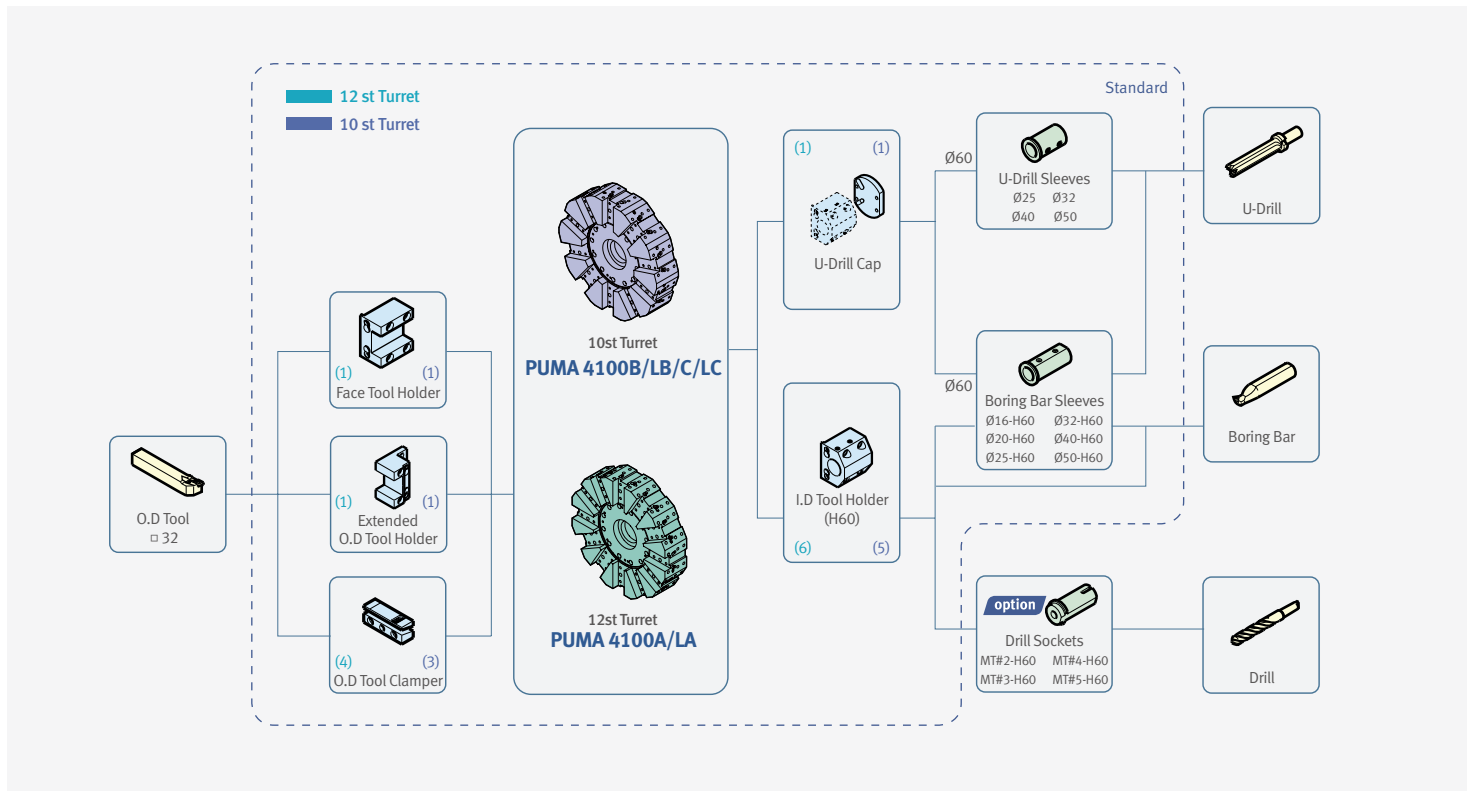 Standard
12 st Turret
10 st Turret
(1) (1)
Face Tool Holder
O.D Tool
□ 32
(1) (1)
Extended
O.D Tool Holder
(4) (3)
O.D Tool Clamper
10st Turret
PUMA 4100B/LB/C/LC
12st Turret
PUMA 4100A/LA
(1) (1)
U-Drill Cap
I.D Tool Holder
(H60)
(6) (5)
Ø60
U-Drill Sleeves
Ø25 Ø32
Ø40 Ø50
Ø60
Boring Bar Sleeves
Ø16-H60 Ø32-H60
Ø20-H60 Ø40-H60
Ø25-H60 Ø50-H60
option
Drill Sockets
MT#2-H60 MT#4-H60
MT#3-H60 MT#5-H60
U-Drill
Boring Bar
Drill